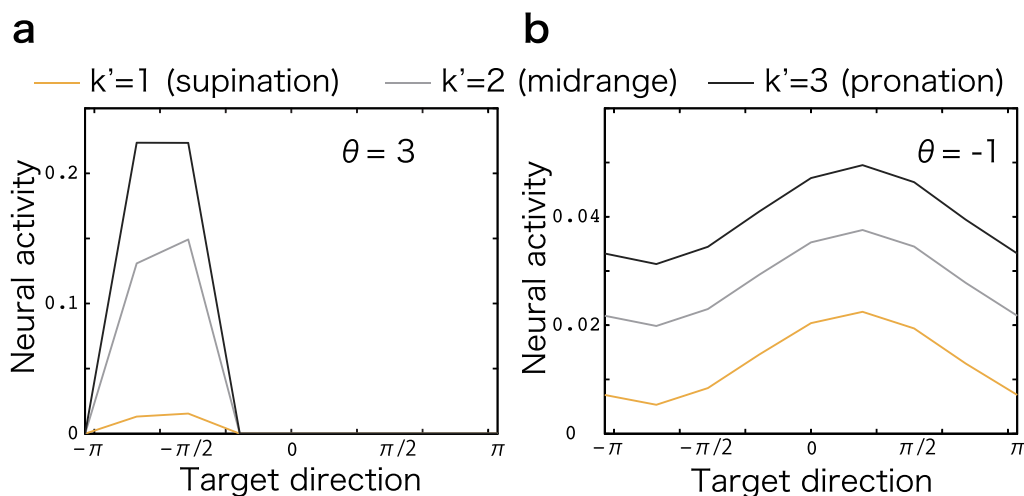 a
b
k'=1 (supination)
k'=2 (midrange)
k'=3 (pronation)
θ = 3
Neural activity
0.2
0.1
0
−π
−π/2
0
π/2
π
Target direction
θ = -1
Neural activity
0.04
0.02
0
−π
−π/2
0
π/2
π
Target direction